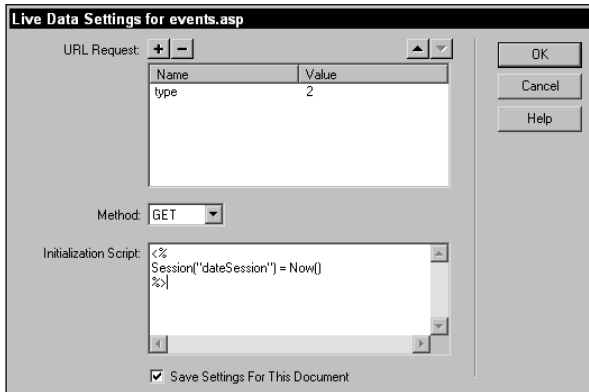 Live Data Settings for events.asp
URL Request: + −
OK
Name Value
type 2
Cancel
Help
Method: GET
Initialization Script: <%
Session("dateSession") = Now()
%>
Save Settings For This Document